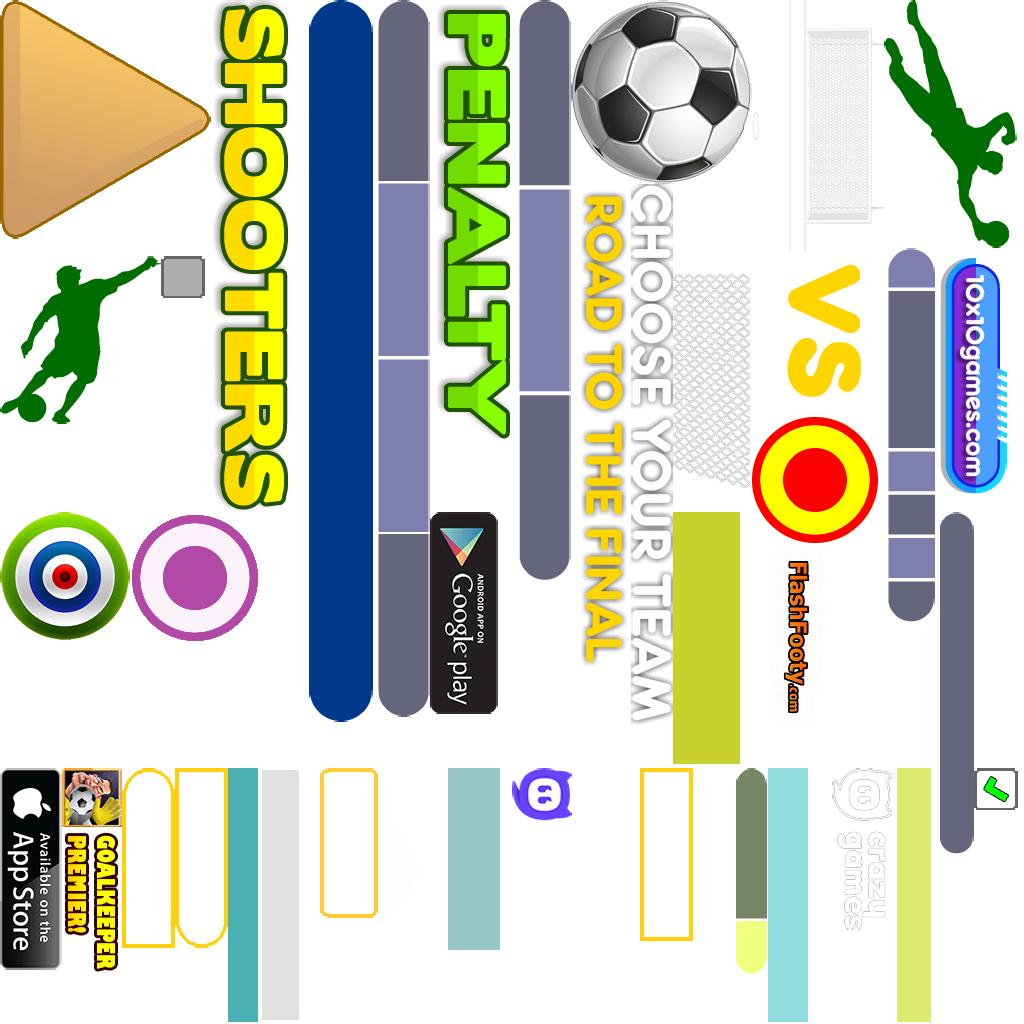 SHOOTERS
PENALTY
CHOOSE YOUR TEAM
ROAD TO THE FINAL
VS
10x10games.com
ANDROID APP ON
Google play
FlashFooty.com
Available on the
App Store
GOALKEEPER
PREMIER!
crazy
games